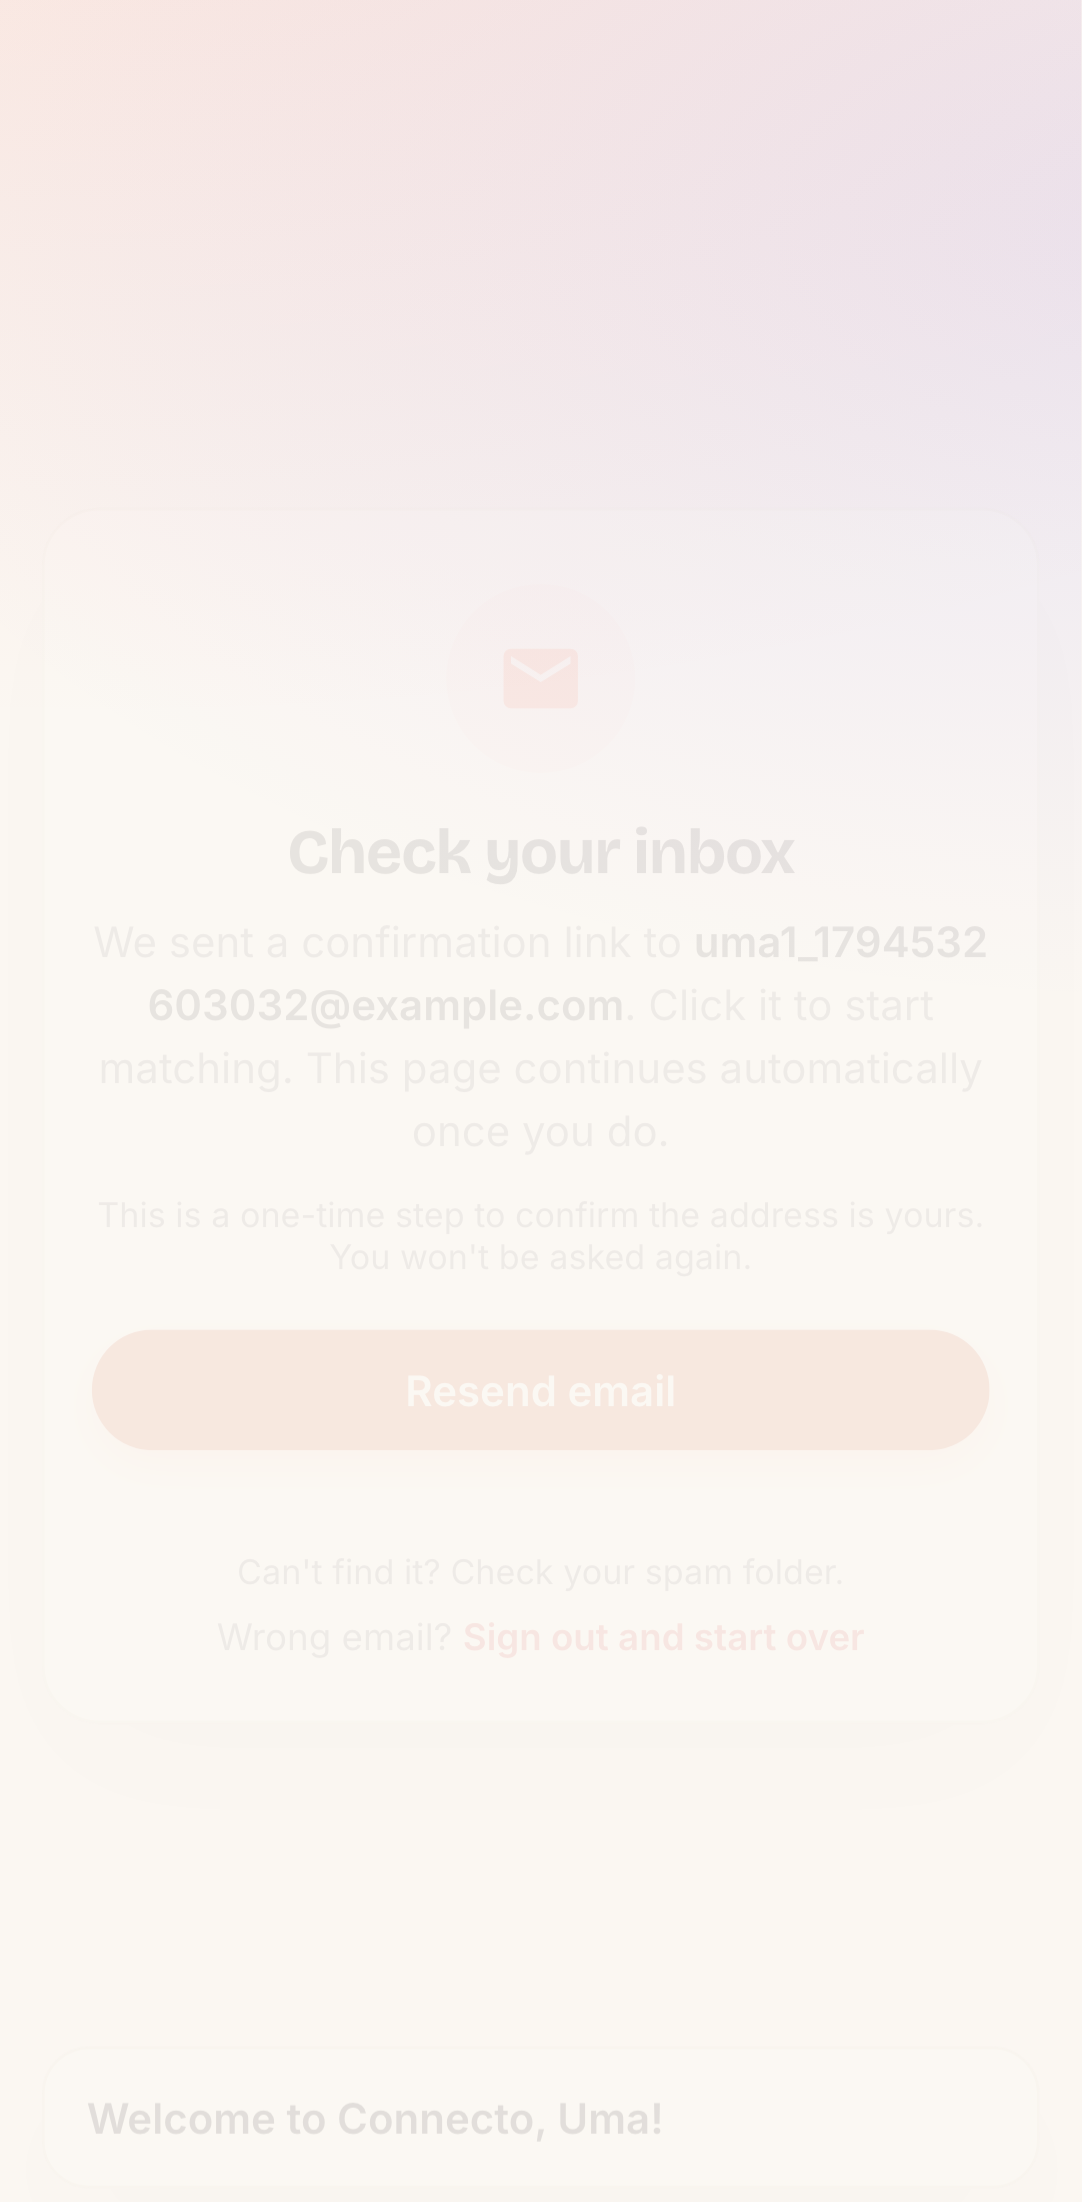 Check your inbox
We sent a confirmation link to uma1_1794532
603032@example.com. Click it to start
matching. This page continues automatically
once you do.
This is a one-time step to confirm the address is yours.
You won't be asked again.
Resend email
Can't find it? Check your spam folder.
Wrong email? Sign out and start over
Welcome to Connecto, Uma!